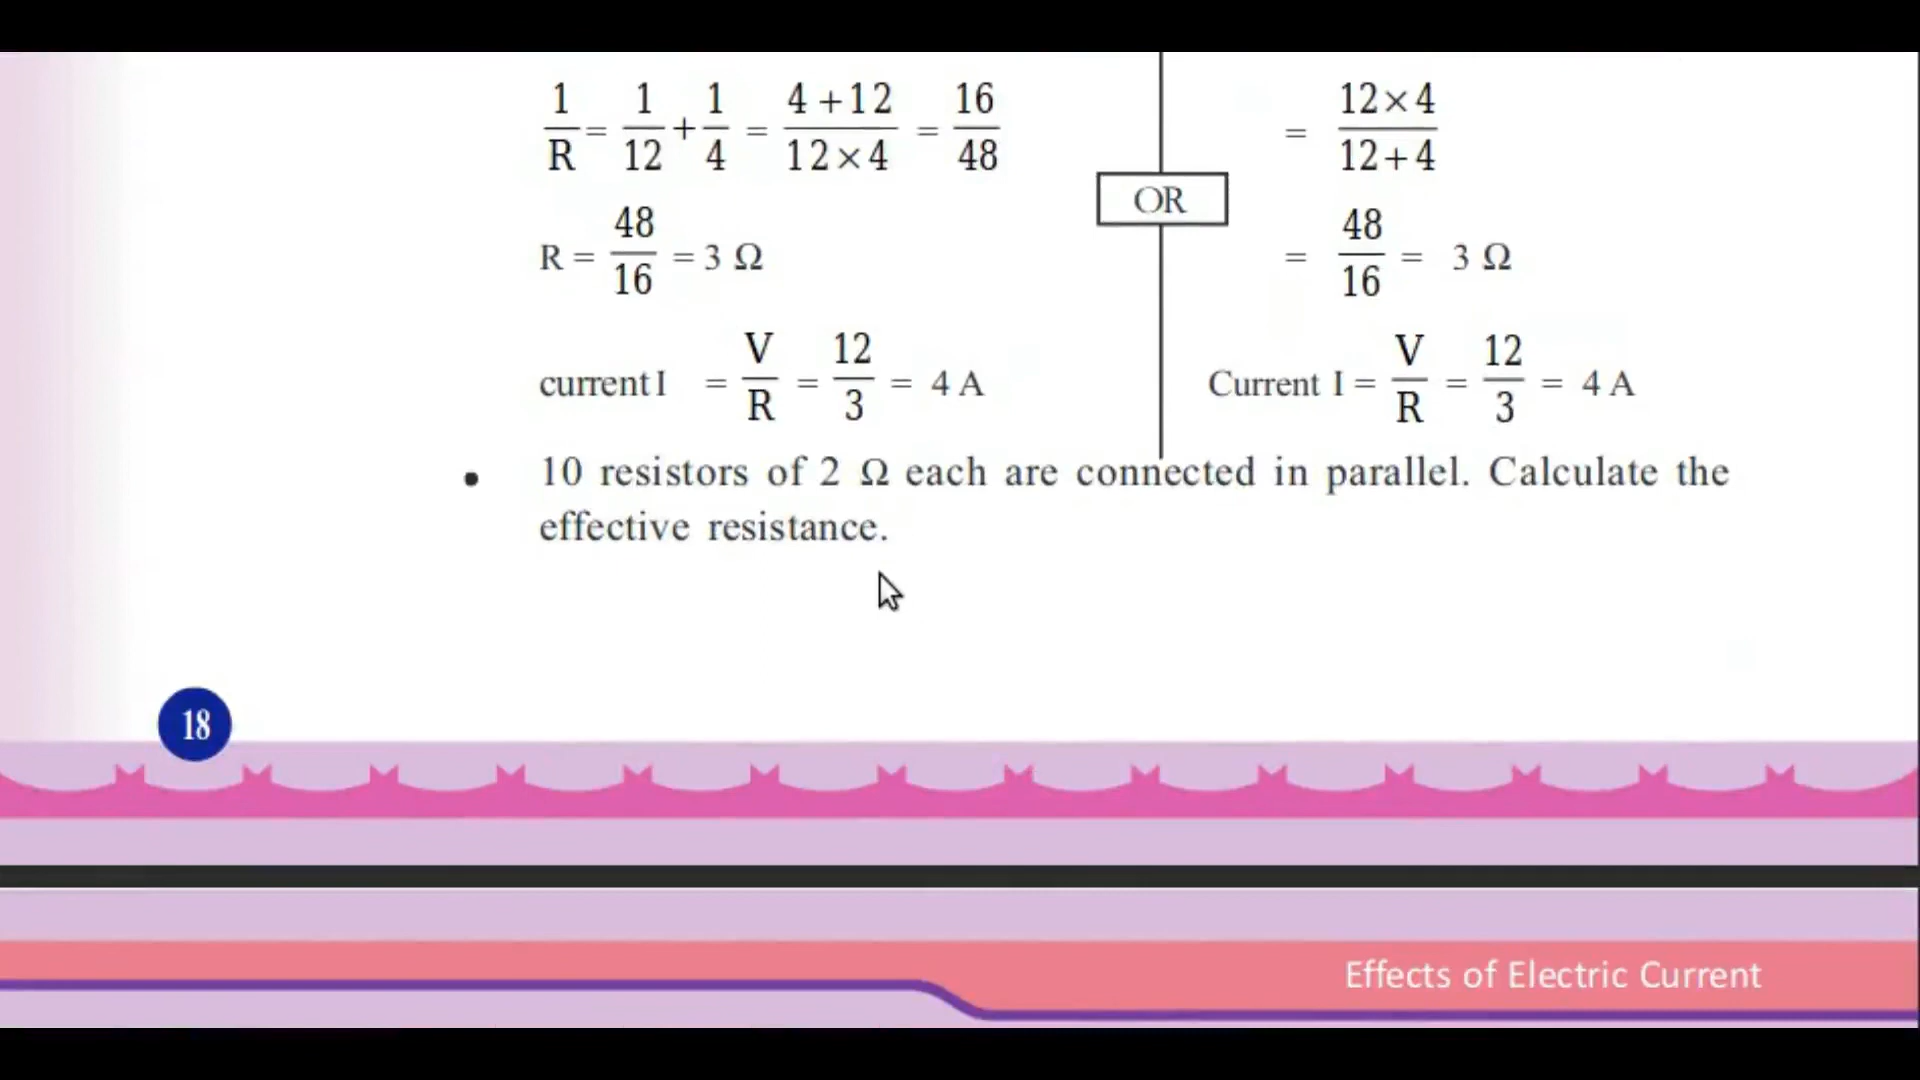 1/R = 1/12 + 1/4 = 4+12/12×4 = 16/48
= 12×4/12+4
OR
R = 48/16 = 3 Ω
= 48/16 = 3 Ω
current I = V/R = 12/3 = 4 A
Current I = V/R = 12/3 = 4 A
• 10 resistors of 2 Ω each are connected in parallel. Calculate the
effective resistance.
18
Effects of Electric Current